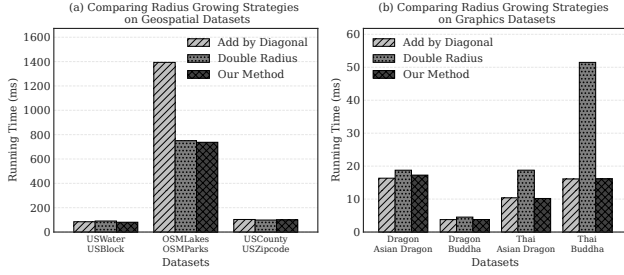 (a) Comparing Radius Growing Strategies
on Geospatial Datasets
1600
1400
1200
1000
800
600
400
200
0
Running Time (ms)
Add by Diagonal
Double Radius
Our Method
USWater
USBlock
OSMLakes
OSMParks
USCounty
USZipcode
Datasets
(b) Comparing Radius Growing Strategies
on Graphics Datasets
60
50
40
30
20
10
0
Running Time (ms)
Add by Diagonal
Double Radius
Our Method
Dragon
Asian Dragon
Dragon
Buddha
Thai
Asian Dragon
Thai
Buddha
Datasets